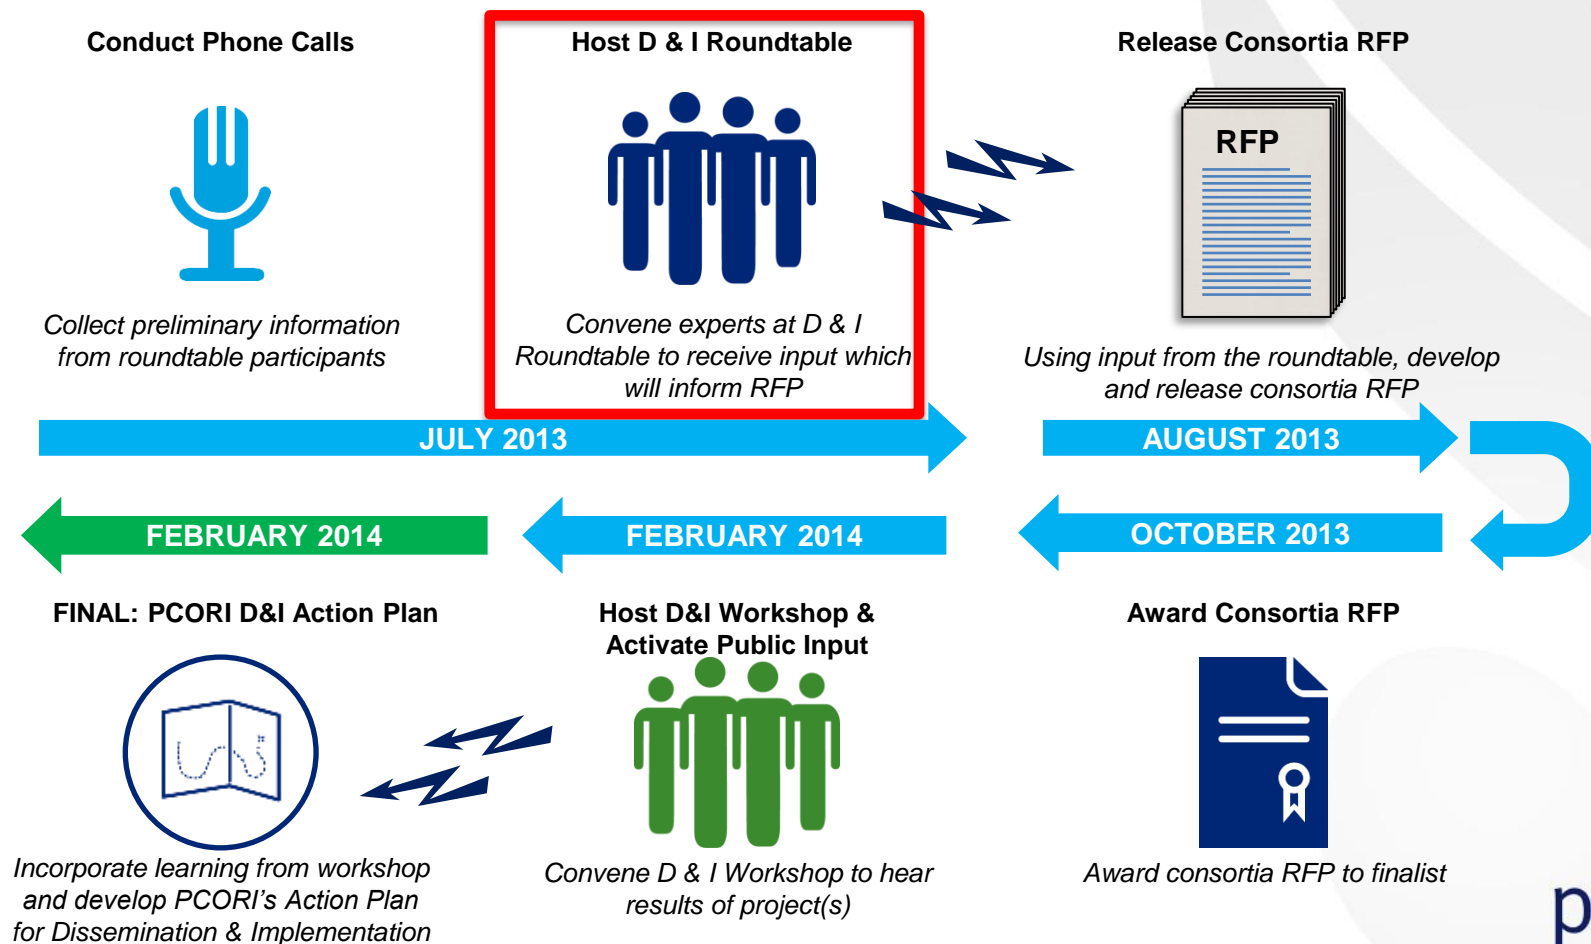 Conduct Phone Calls
Host D & I Roundtable
Release Consortia RFP
RFP
Collect preliminary information
from roundtable participants
Convene experts at D & I
Roundtable to receive input which
will inform RFP
Using input from the roundtable, develop
and release consortia RFP
JULY 2013
AUGUST 2013
FEBRUARY 2014
FEBRUARY 2014
OCTOBER 2013
FINAL: PCORI D&I Action Plan
Host D&I Workshop &
Activate Public Input
Award Consortia RFP
Incorporate learning from workshop
and develop PCORI's Action Plan
for Dissemination & Implementation
Convene D & I Workshop to hear
results of project(s)
Award consortia RFP to finalist
p